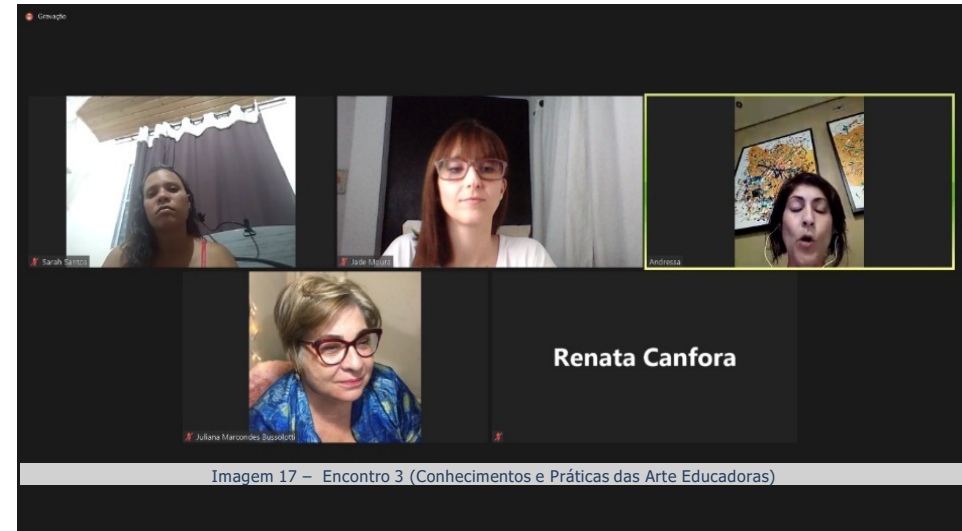 Gravação
Sarah Santos
Jade Moura
Andressa
Juliana Marcondes Bussolotti
Renata Canfora
Imagem 17 – Encontro 3 (Conhecimentos e Práticas das Arte Educadoras)